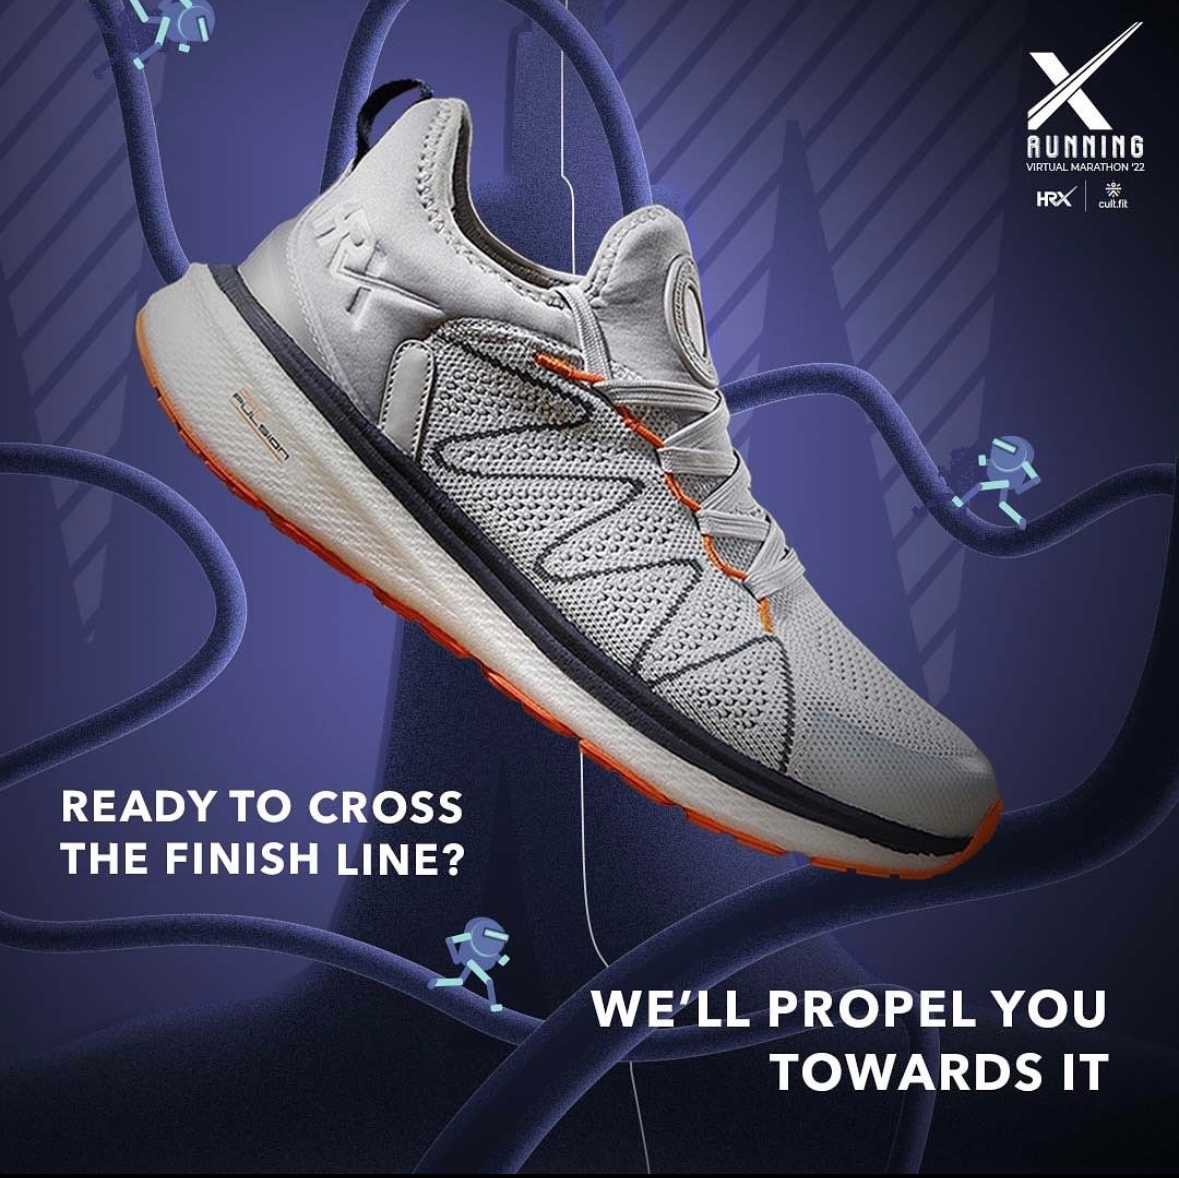 X
RUNNING
VIRTUAL MARATHON '22
HRX
cult.fit
HRX
PULSION
READY TO CROSS
THE FINISH LINE?
WE'LL PROPEL YOU
TOWARDS IT